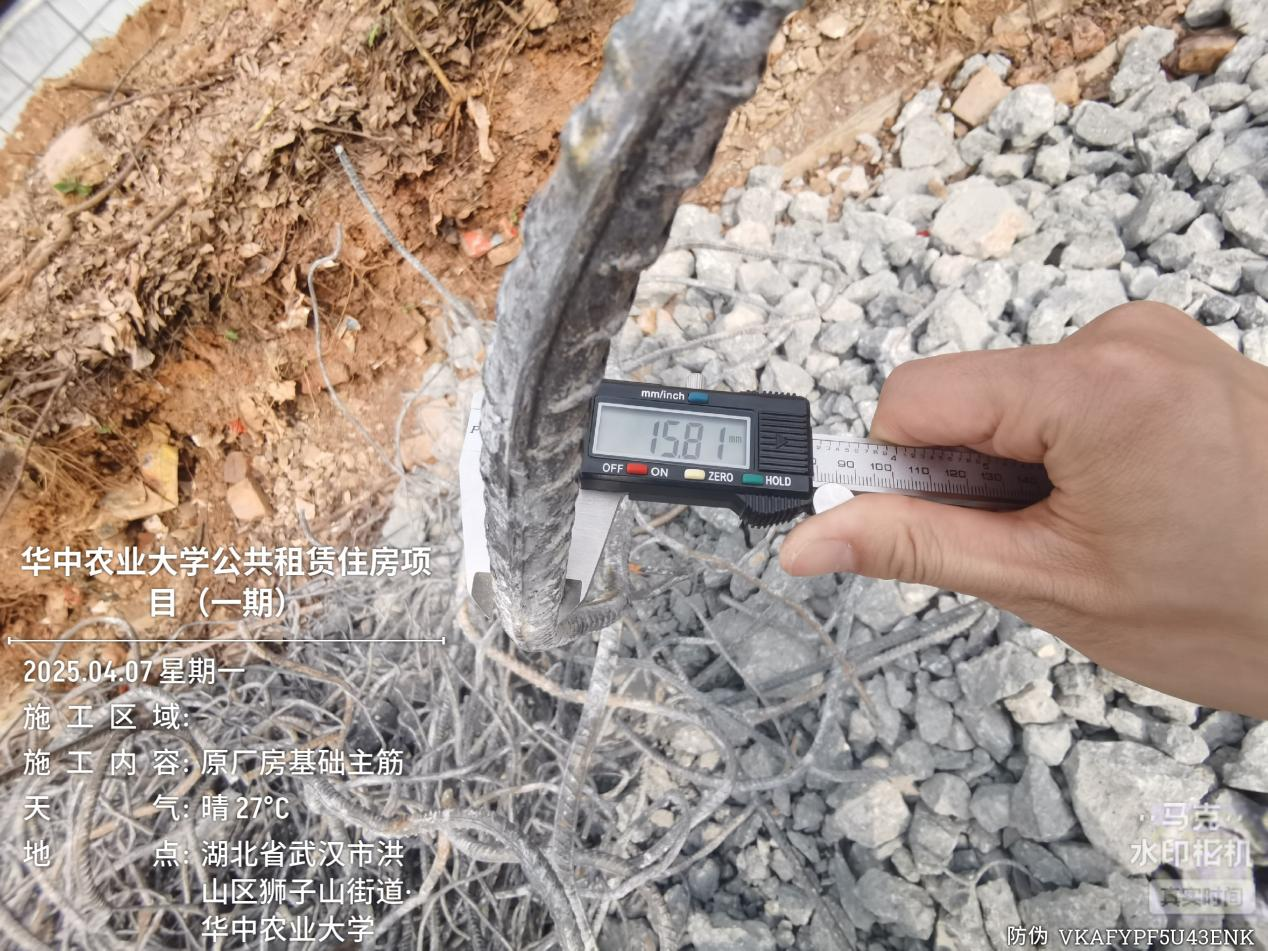 mm/inch
15.81 mm
OFF ON ZERO HOLD
90 100 110 120 130 140
华中农业大学公共租赁住房项
目（一期）
2025.04.07 星期一
施工区域:
施工内容: 原厂房基础主筋
天气: 晴 27°C
地点: 湖北省武汉市洪
山区狮子山街道·
华中农业大学
马克
水印相机
真实时间
防伪 VKAFYPF5U43ENK